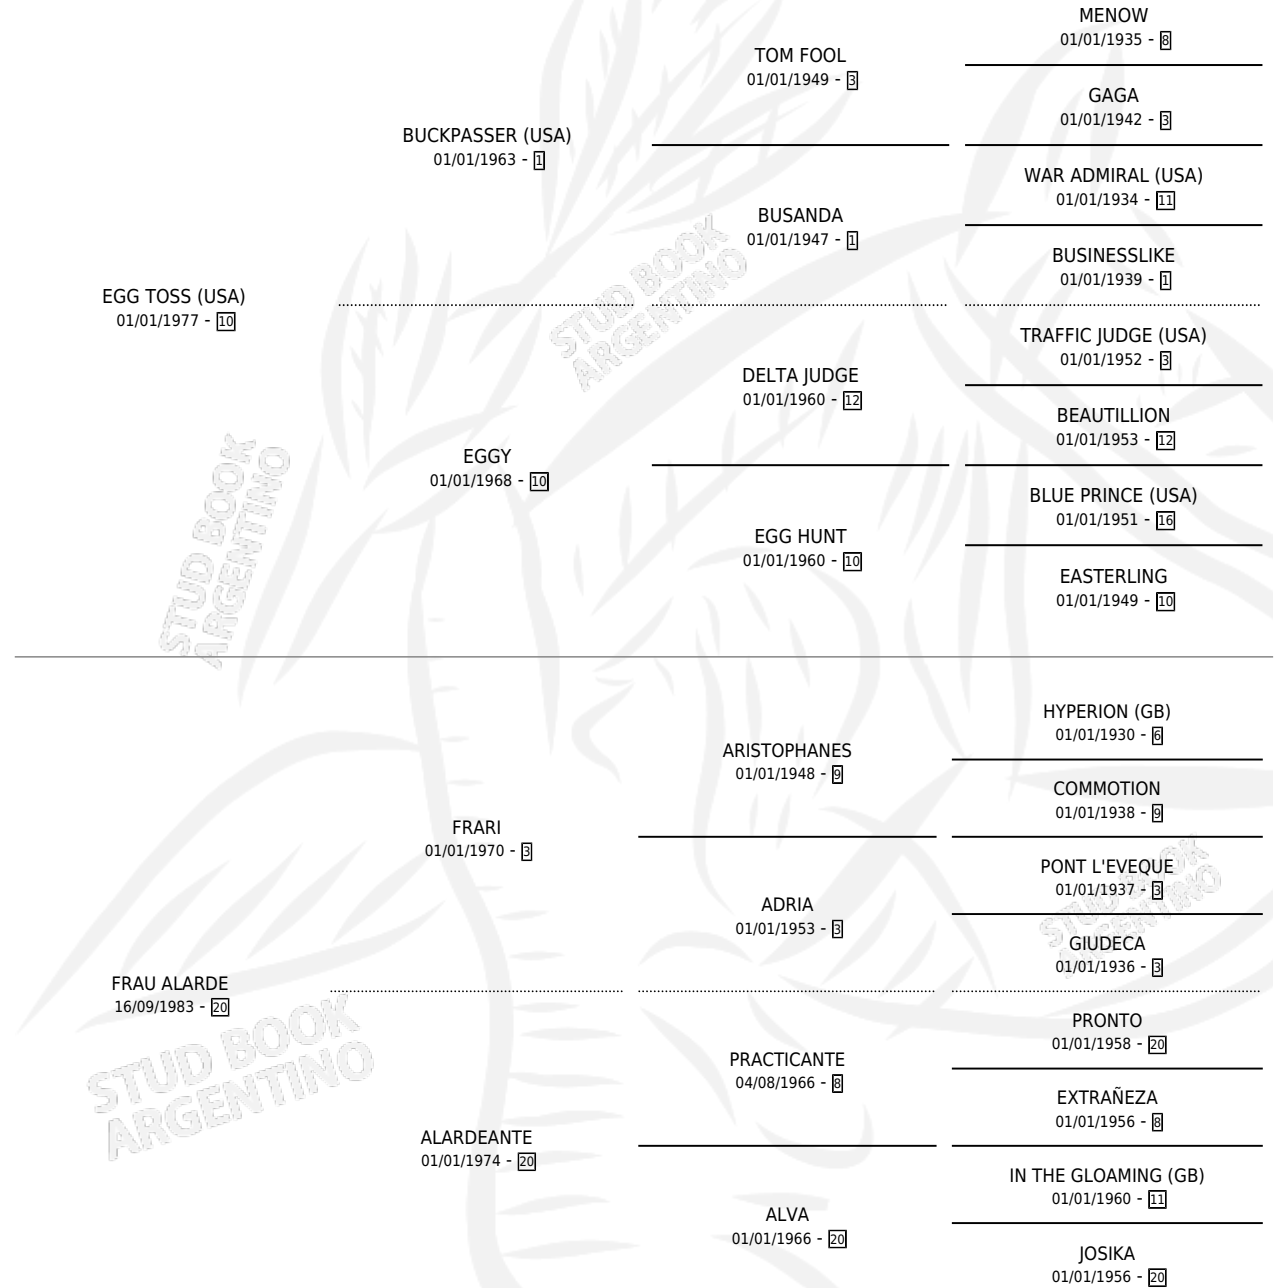 MENOW
01/01/1935 - 8
TOM FOOL
01/01/1949 - 3
GAGA
01/01/1942 - 3
BUCKPASSER (USA)
01/01/1963 - 1
WAR ADMIRAL (USA)
01/01/1934 - 11
BUSANDA
01/01/1947 - 1
BUSINESSLIKE
01/01/1939 - 1
EGG TOSS (USA)
01/01/1977 - 10
STUD BOOK
ARGENTINO
TRAFFIC JUDGE (USA)
01/01/1952 - 3
DELTA JUDGE
01/01/1960 - 12
BEAUTILLION
01/01/1953 - 12
EGGY
01/01/1968 - 10
BLUE PRINCE (USA)
01/01/1951 - 16
EGG HUNT
01/01/1960 - 10
EASTERLING
01/01/1949 - 10
STUD BOOK
ARGENTINO
HYPERION (GB)
01/01/1930 - 6
ARISTOPHANES
01/01/1948 - 9
COMMOTION
01/01/1938 - 9
FRARI
01/01/1970 - 3
PONT L'EVEQUE
01/01/1937 - 3
ADRIA
01/01/1953 - 3
STUD BOOK
ARGENTINO
GIUDECA
01/01/1936 - 3
FRAU ALARDE
16/09/1983 - 20
PRONTO
01/01/1958 - 20
STUD BOOK
ARGENTINO
PRACTICANTE
04/08/1966 - 8
EXTRAÑEZA
01/01/1956 - 8
ALARDEANTE
01/01/1974 - 20
IN THE GLOAMING (GB)
01/01/1960 - 11
ALVA
01/01/1966 - 20
JOSIKA
01/01/1956 - 20